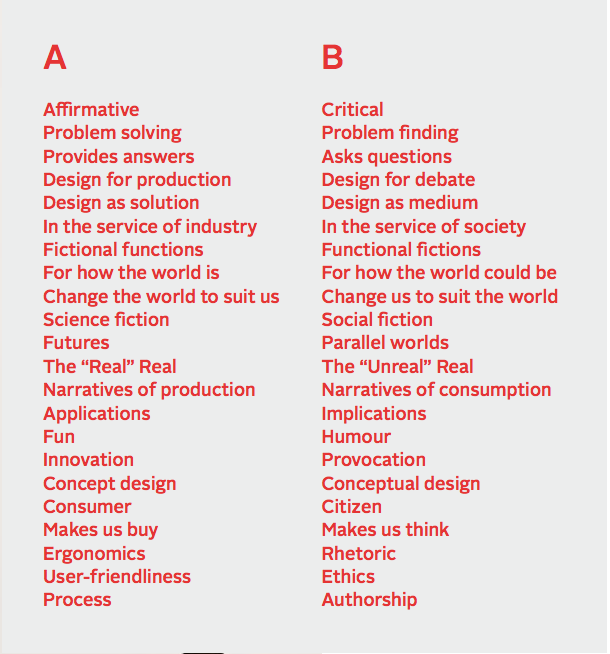 A
Affirmative
Problem solving
Provides answers
Design for production
Design as solution
In the service of industry
Fictional functions
For how the world is
Change the world to suit us
Science fiction
Futures
The “Real” Real
Narratives of production
Applications
Fun
Innovation
Concept design
Consumer
Makes us buy
Ergonomics
User-friendliness
Process
B
Critical
Problem finding
Asks questions
Design for debate
Design as medium
In the service of society
Functional fictions
For how the world could be
Change us to suit the world
Social fiction
Parallel worlds
The “Unreal” Real
Narratives of consumption
Implications
Humour
Provocation
Conceptual design
Citizen
Makes us think
Rhetoric
Ethics
Authorship